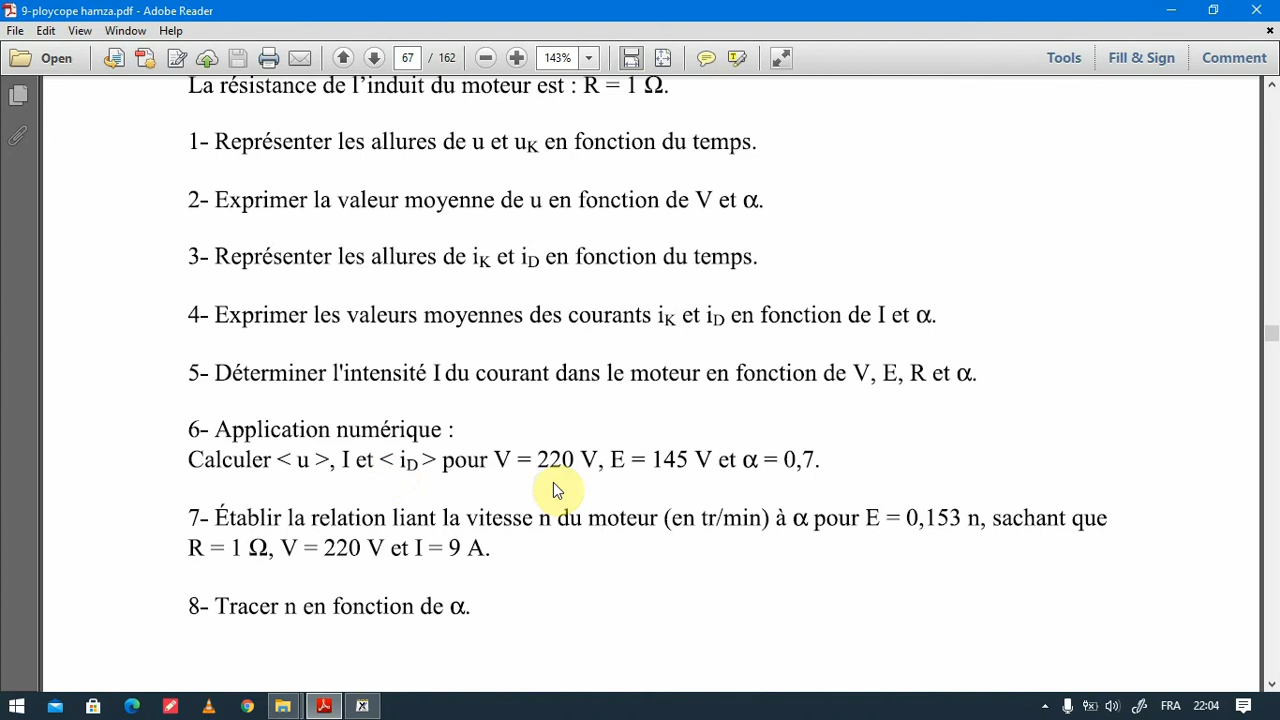 9-ploycope hamza.pdf - Adobe Reader
File Edit View Window Help
Open 67 / 162 143% Tools Fill & Sign Comment
La résistance de l’induit du moteur est : R = 1 Ω.
1- Représenter les allures de u et uK en fonction du temps.
2- Exprimer la valeur moyenne de u en fonction de V et α.
3- Représenter les allures de iK et iD en fonction du temps.
4- Exprimer les valeurs moyennes des courants iK et iD en fonction de I et α.
5- Déterminer l'intensité I du courant dans le moteur en fonction de V, E, R et α.
6- Application numérique :
Calculer < u >, I et < iD > pour V = 220 V, E = 145 V et α = 0,7.
7- Établir la relation liant la vitesse n du moteur (en tr/min) à α pour E = 0,153 n, sachant que
R = 1 Ω, V = 220 V et I = 9 A.
8- Tracer n en fonction de α.
FRA 22:04